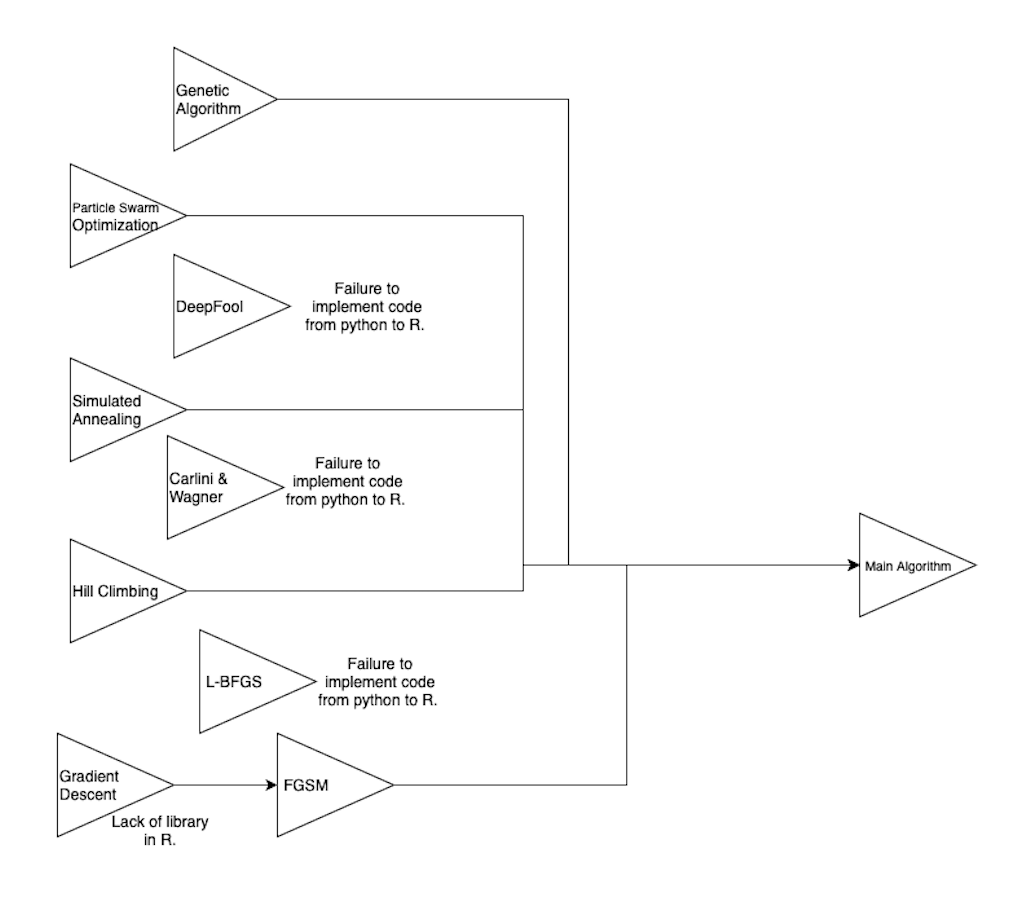 Genetic
Algorithm
Particle Swarm
Optimization
DeepFool
Failure to
implement code
from python to R.
Simulated
Annealing
Carlini &
Wagner
Failure to
implement code
from python to R.
Main Algorithm
Hill Climbing
L-BFGS
Failure to
implement code
from python to R.
Gradient
Descent
Lack of library
in R.
FGSM